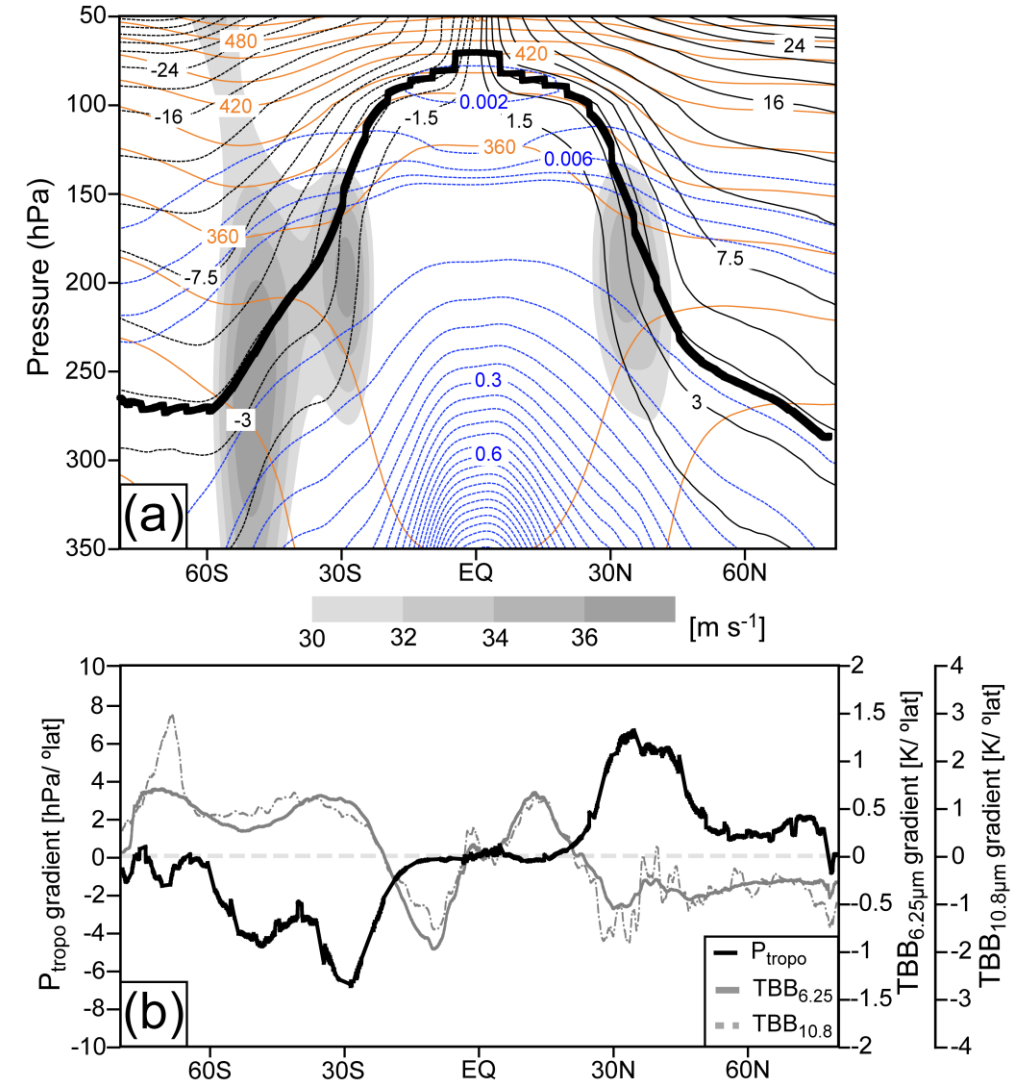 50
480
420
24
-24
16
100
420
0.002
-16
-1.5
1.5
360
0.006
150
Pressure (hPa)
360
7.5
200
-7.5
250
0.3
3
-3
300
0.6
(a)
350
60S 30S EQ 30N 60N
30 32 34 36 [m s-1]
10 2 4
8 1.5 3
6 1 2
4 0.5 1
2 0 0
0 -0.5 -1
-2 -1 -2
-4 -1.5 -3
-6 -2 -4
-8
-10
Ptropo gradient [hPa/ ºlat]
TBB6.25µm gradient [K/ ºlat]
TBB10.8µm gradient [K/ ºlat]
Ptropo
TBB6.25
TBB10.8
(b)
60S 30S EQ 30N 60N